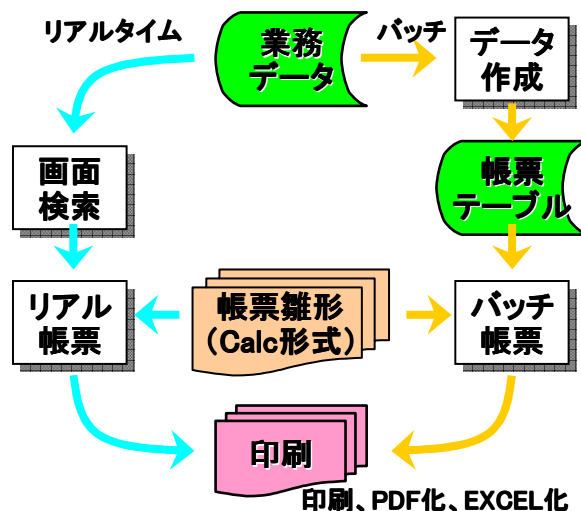 リアルタイム
業務
データ
バッチ
データ
作成
画面
検索
帳票
テーブル
リアル
帳票
帳票雛形
（Calc形式）
バッチ
帳票
印刷
印刷、PDF化、EXCEL化